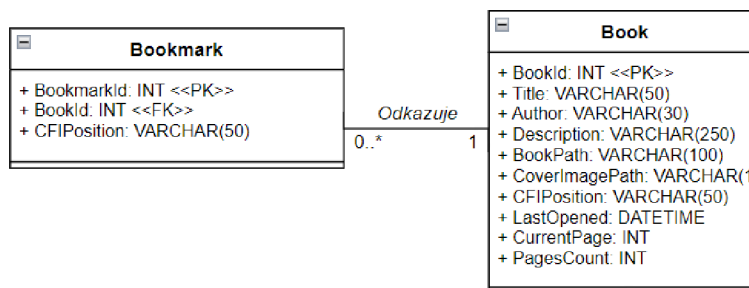 Bookmark
+ BookmarkId: INT <<PK>>
+ BookId: INT <<FK>>
+ CFIPosition: VARCHAR(50)
Odkazuje
0..*
1
Book
+ BookId: INT <<PK>>
+ Title: VARCHAR(50)
+ Author: VARCHAR(30)
+ Description: VARCHAR(250)
+ BookPath: VARCHAR(100)
+ CoverImagePath: VARCHAR(1
+ CFIPosition: VARCHAR(50)
+ LastOpened: DATETIME
+ CurrentPage: INT
+ PagesCount: INT